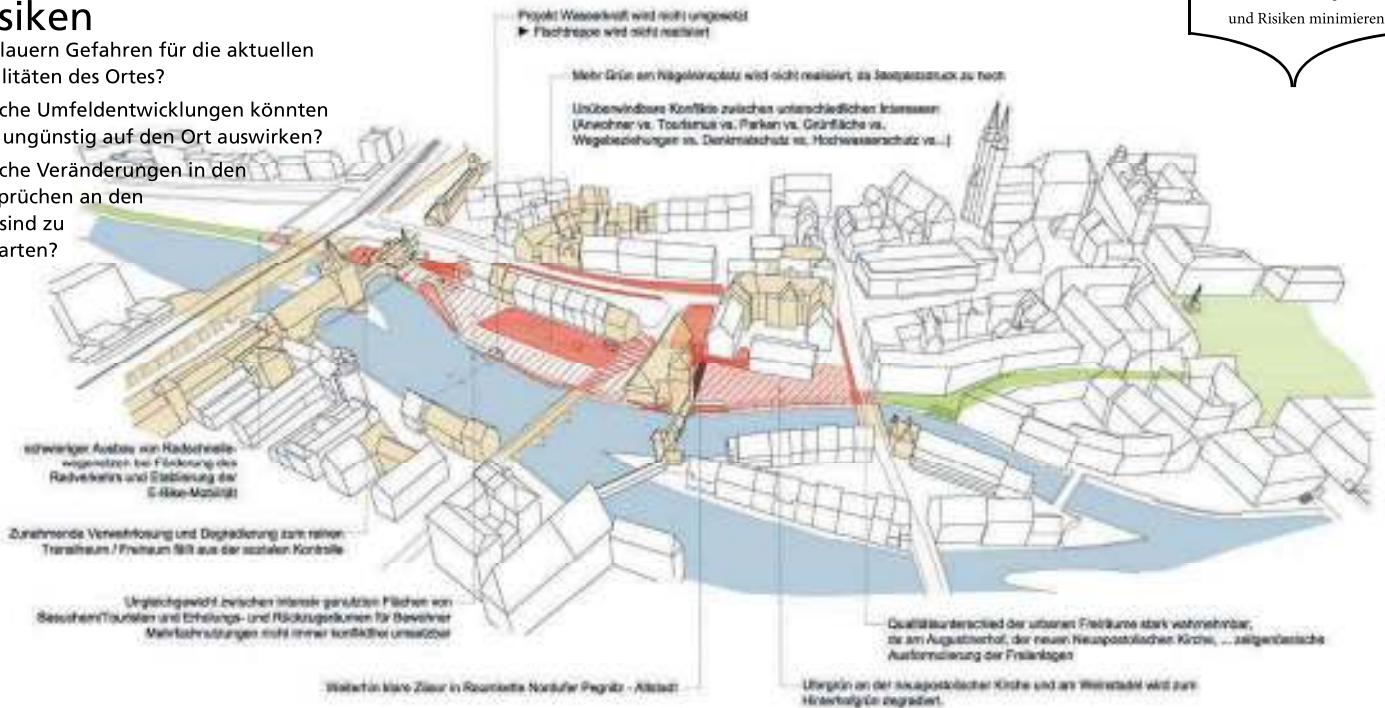 siken
lauern Gefahren für die aktuellen
litäten des Ortes?
che Umfeldentwicklungen könnten
ungünstig auf den Ort auswirken?
che Veränderungen in den
prüchen an den
sind zu
arten?
und Risiken minimieren
Projekt Wasserkraft wird nicht umgesetzt
► Fischtreppe wird nicht realisiert
Mehr Grün am Nägeleinsplatz wird nicht realisiert, da Stellplatzdruck zu hoch
Unüberwindbare Konflikte zwischen unterschiedlichen Interessen
(Anwohner vs. Tourismus vs. Parken vs. Grünfläche vs.
Wegebeziehungen vs. Denkmalschutz vs. Hochwasserschutz vs...)
schwieriger Ausbau von Radschnell-
wegenetzen bei Förderung des
Radverkehrs und Etablierung der
E-Bike-Mobilität
Zunehmende Verwahrlosung und Degradierung zum reinen
Transitraum / Freiraum fällt aus der sozialen Kontrolle
Ungleichgewicht zwischen intensiv genutzten Flächen von
Besuchern/Touristen und Erholungs- und Rückzugsräumen für Bewohner
Mehrfachnutzungen nicht immer konfliktfrei umsetzbar
Weiterhin klare Zäsur in Raumkette Nordufer Pegnitz - Altstadt
Qualitätsunterschied der urbanen Freiräume stark wahrnehmbar,
da am Augustinerhof, der neuen Neuapostolischen Kirche, ... zeitgenössische
Ausformulierung der Freianlagen
Ufergrün an der neuapostolischer Kirche und am Weinstadel wird zum
Hinterhofgrün degradiert.